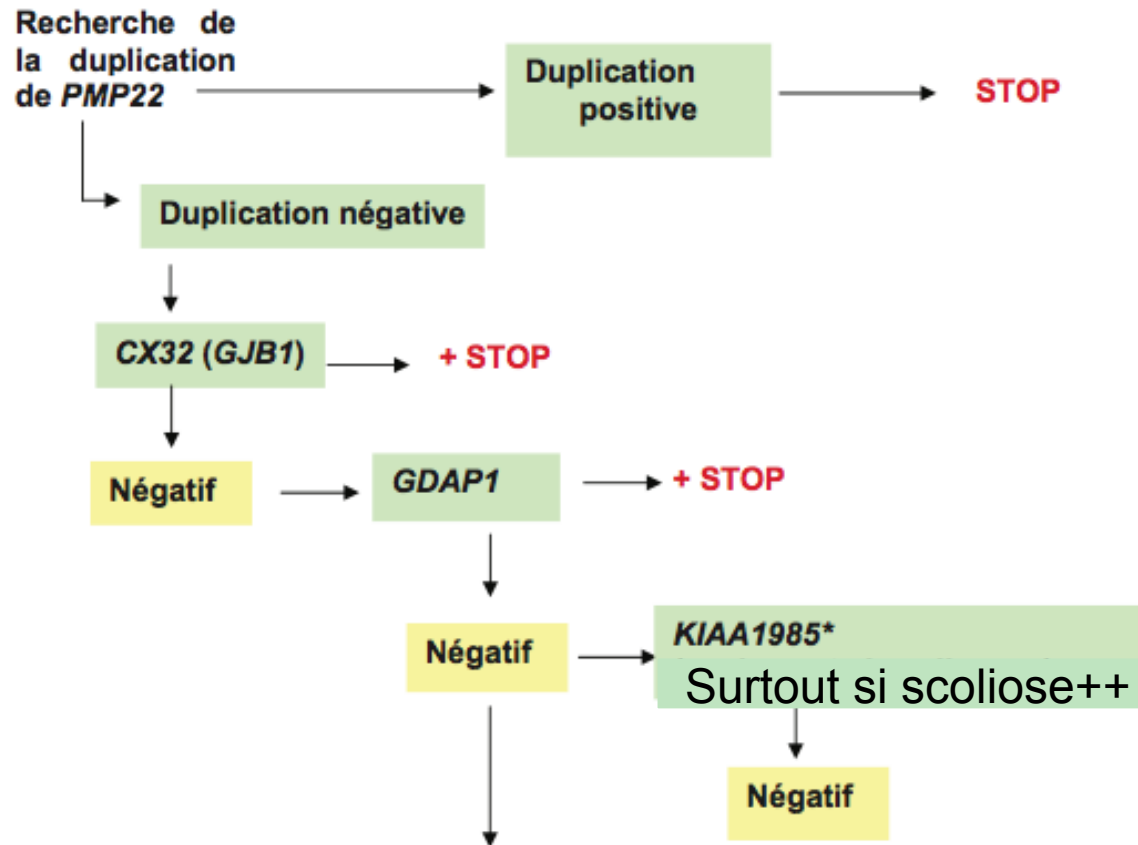 Recherche de
la duplication
de PMP22
Duplication
positive
STOP
Duplication négative
CX32 (GJB1)
+ STOP
Négatif
GDAP1
+ STOP
Négatif
KIAA1985*
Surtout si scoliose++
Négatif